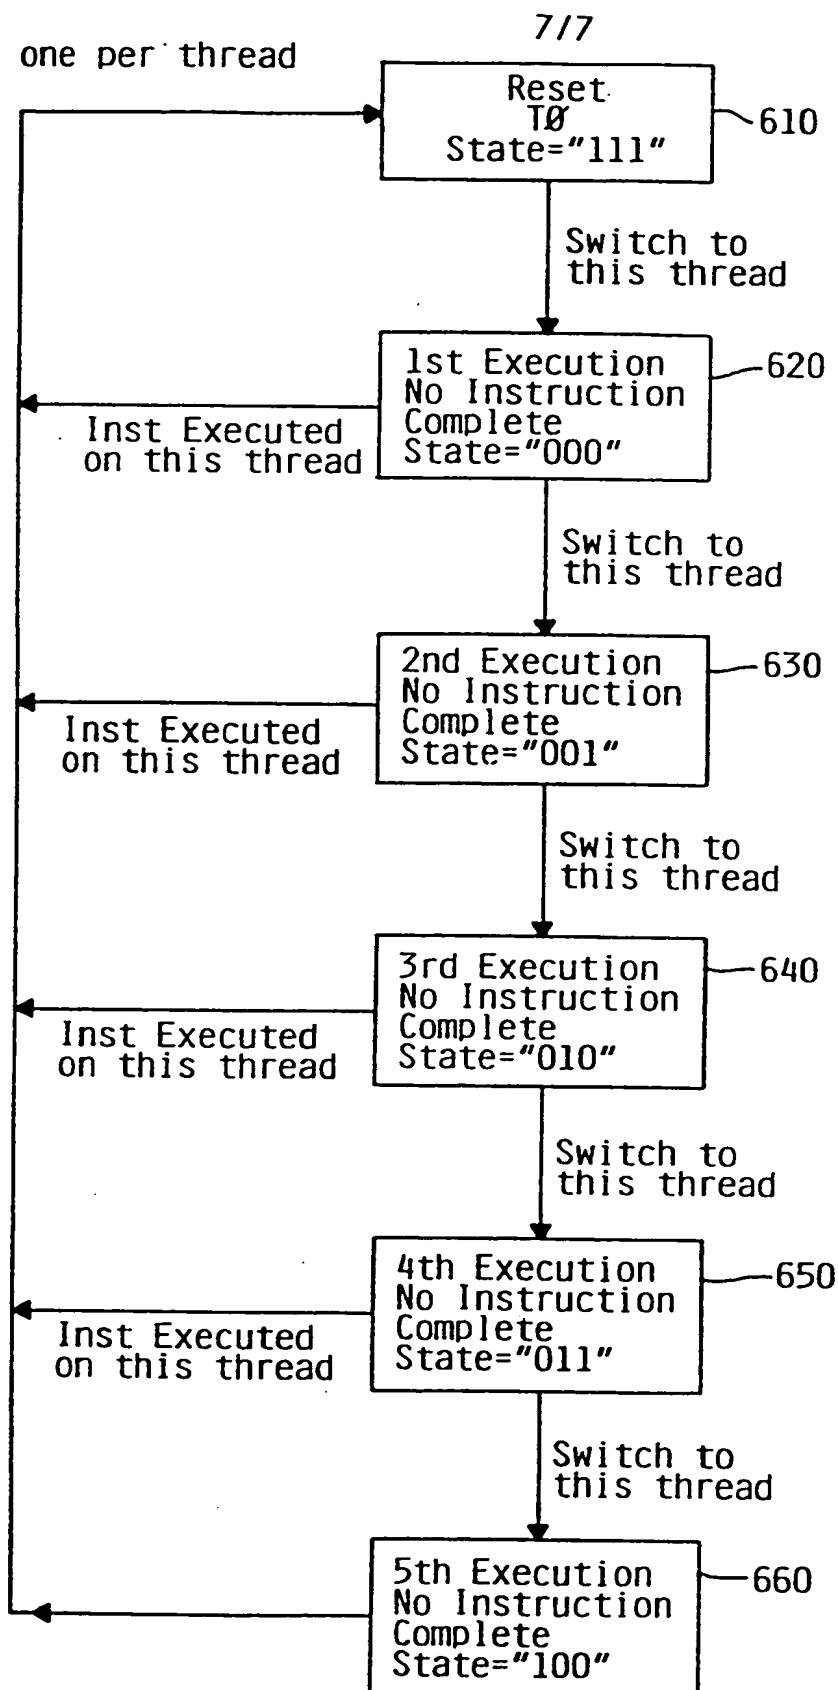 7/7
one per thread
Reset
TØ
State="111"
610
Switch to
this thread
1st Execution
No Instruction
Complete
State="000"
620
Inst Executed
on this thread
Switch to
this thread
2nd Execution
No Instruction
Complete
State="001"
630
Inst Executed
on this thread
Switch to
this thread
3rd Execution
No Instruction
Complete
State="010"
640
Inst Executed
on this thread
Switch to
this thread
4th Execution
No Instruction
Complete
State="011"
650
Inst Executed
on this thread
Switch to
this thread
5th Execution
No Instruction
Complete
State="100"
660